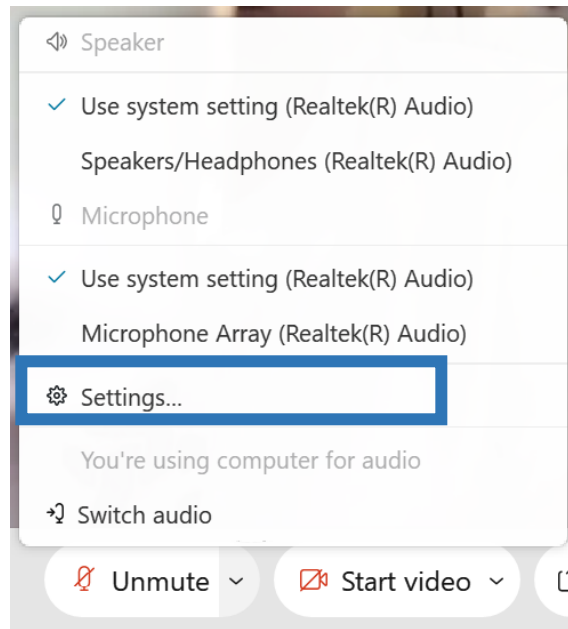 Speaker
Use system setting (Realtek(R) Audio)
Speakers/Headphones (Realtek(R) Audio)
Microphone
Use system setting (Realtek(R) Audio)
Microphone Array (Realtek(R) Audio)
Settings...
You're using computer for audio
Switch audio
Unmute Start video